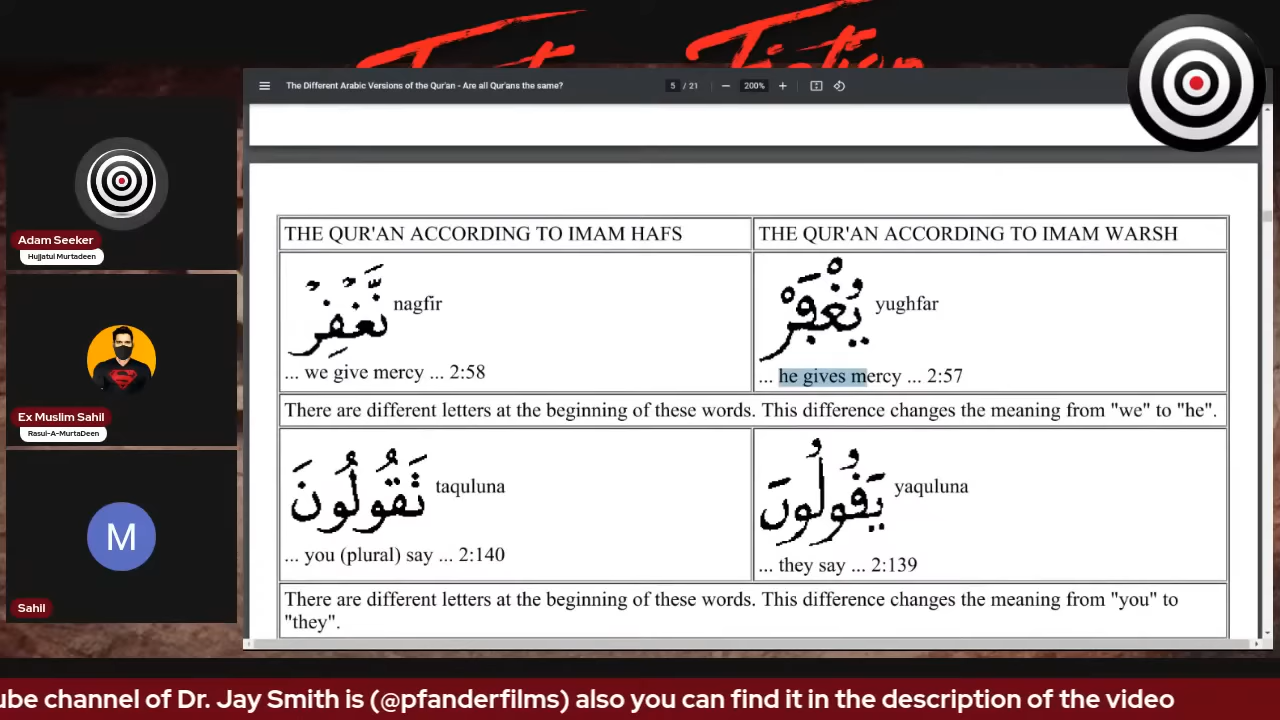 The Different Arabic Versions of the Qur'an - Are all Qur'ans the same?
5 / 21
200%
Adam Seeker
Hujjatul Murtadeen
Ex Muslim Sahil
Rasul-A-MurtaDeen
M
Sahil
THE QUR'AN ACCORDING TO IMAM HAFS
THE QUR'AN ACCORDING TO IMAM WARSH
نَّغْفِرْ nagfir
... we give mercy ... 2:58
يُغْفَرْ yughfar
... he gives mercy ... 2:57
There are different letters at the beginning of these words. This difference changes the meaning from "we" to "he".
تَقُولُونَ taquluna
... you (plural) say ... 2:140
يَقُولُونَ yaquluna
... they say ... 2:139
There are different letters at the beginning of these words. This difference changes the meaning from "you" to
"they".
ube channel of Dr. Jay Smith is (@pfanderfilms) also you can find it in the description of the video